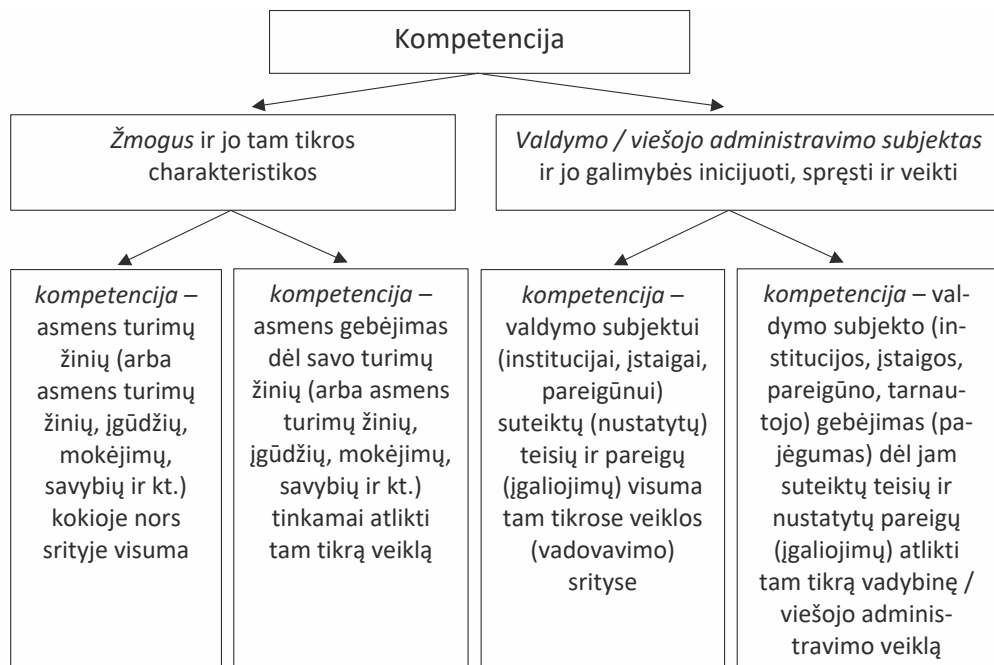 Kompetencija
Žmogus ir jo tam tikros
charakteristikos
Valdymo / viešojo administravimo subjektas
ir jo galimybės inicijuoti, spręsti ir veikti
kompetencija –
asmens turimų
žinių (arba
asmens turimų
žinių, įgūdžių,
mokėjimų,
savybių ir kt.)
kokioje nors
srityje visuma
kompetencija –
asmens gebėjimas
dėl savo turimų
žinių (arba asmens
turimų žinių,
įgūdžių, mokėjimų,
savybių ir kt.)
tinkamai atlikti
tam tikrą veiklą
kompetencija –
valdymo subjektui
(institucijai, įstaigai,
pareigūnui)
suteiktų (nustatytų)
teisių ir pareigų
(įgaliojimų) visuma
tam tikrose veiklos
(vadovavimo)
srityse
kompetencija – val-
dymo subjekto (in-
stitucijos, įstaigos,
pareigūno, tarnau-
tojo) gebėjimas (pa-
jėgumas) dėl jam
suteiktų teisių ir
nustatytų pareigų
(įgaliojimų) atlikti
tam tikrą vadybinę /
viešojo adminis-
travimo veiklą